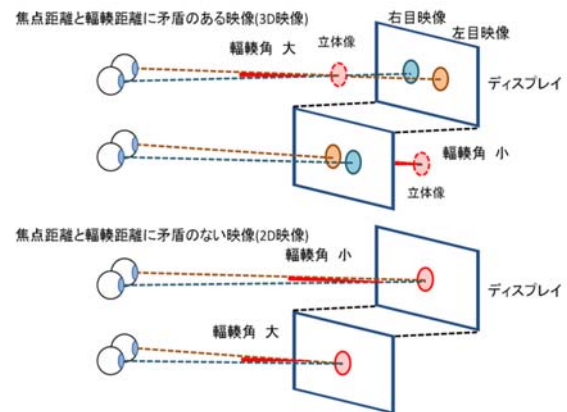 焦点距離と輻輳距離に矛盾のある映像(3D映像)
右目映像
左目映像
輻輳角 大
立体像
ディスプレイ
輻輳角 小
立体像
焦点距離と輻輳距離に矛盾のない映像(2D映像)
輻輳角 小
ディスプレイ
輻輳角 大